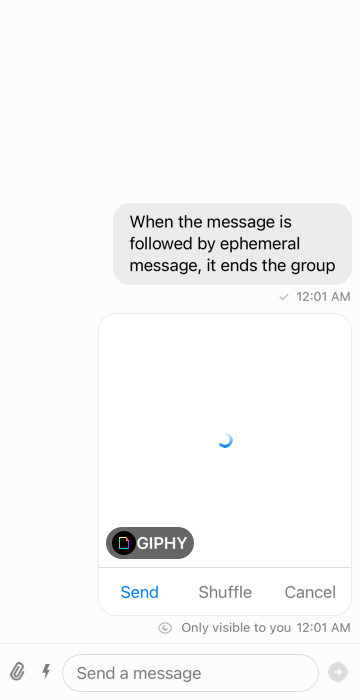 When the message is
followed by ephemeral
message, it ends the group
12:01 AM
GIPHY
Send Shuffle Cancel
Only visible to you 12:01 AM
Send a message